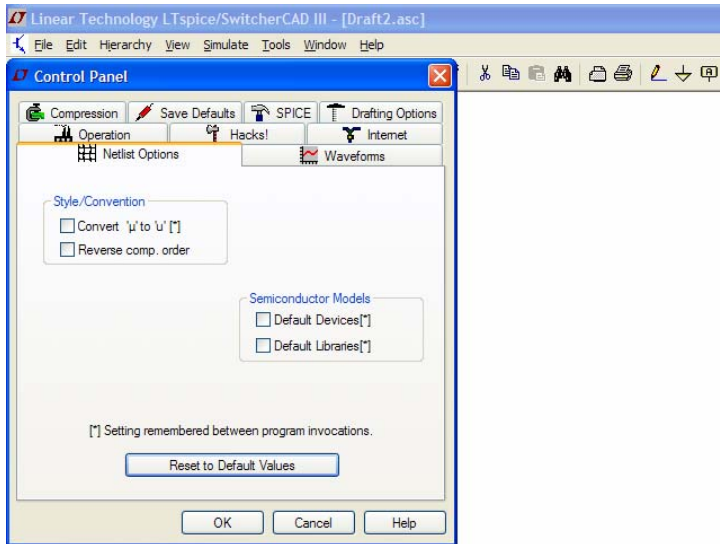 Linear Technology LTspice/SwitcherCAD III - [Draft2.asc]
File Edit Hierarchy View Simulate Tools Window Help
Control Panel
Compression Save Defaults SPICE Drafting Options
Operation Hacks! Internet
Netlist Options Waveforms
Style/Convention
Convert 'µ' to 'u' [*]
Reverse comp. order
Semiconductor Models
Default Devices[*]
Default Libraries[*]
[*] Setting remembered between program invocations.
Reset to Default Values
OK Cancel Help